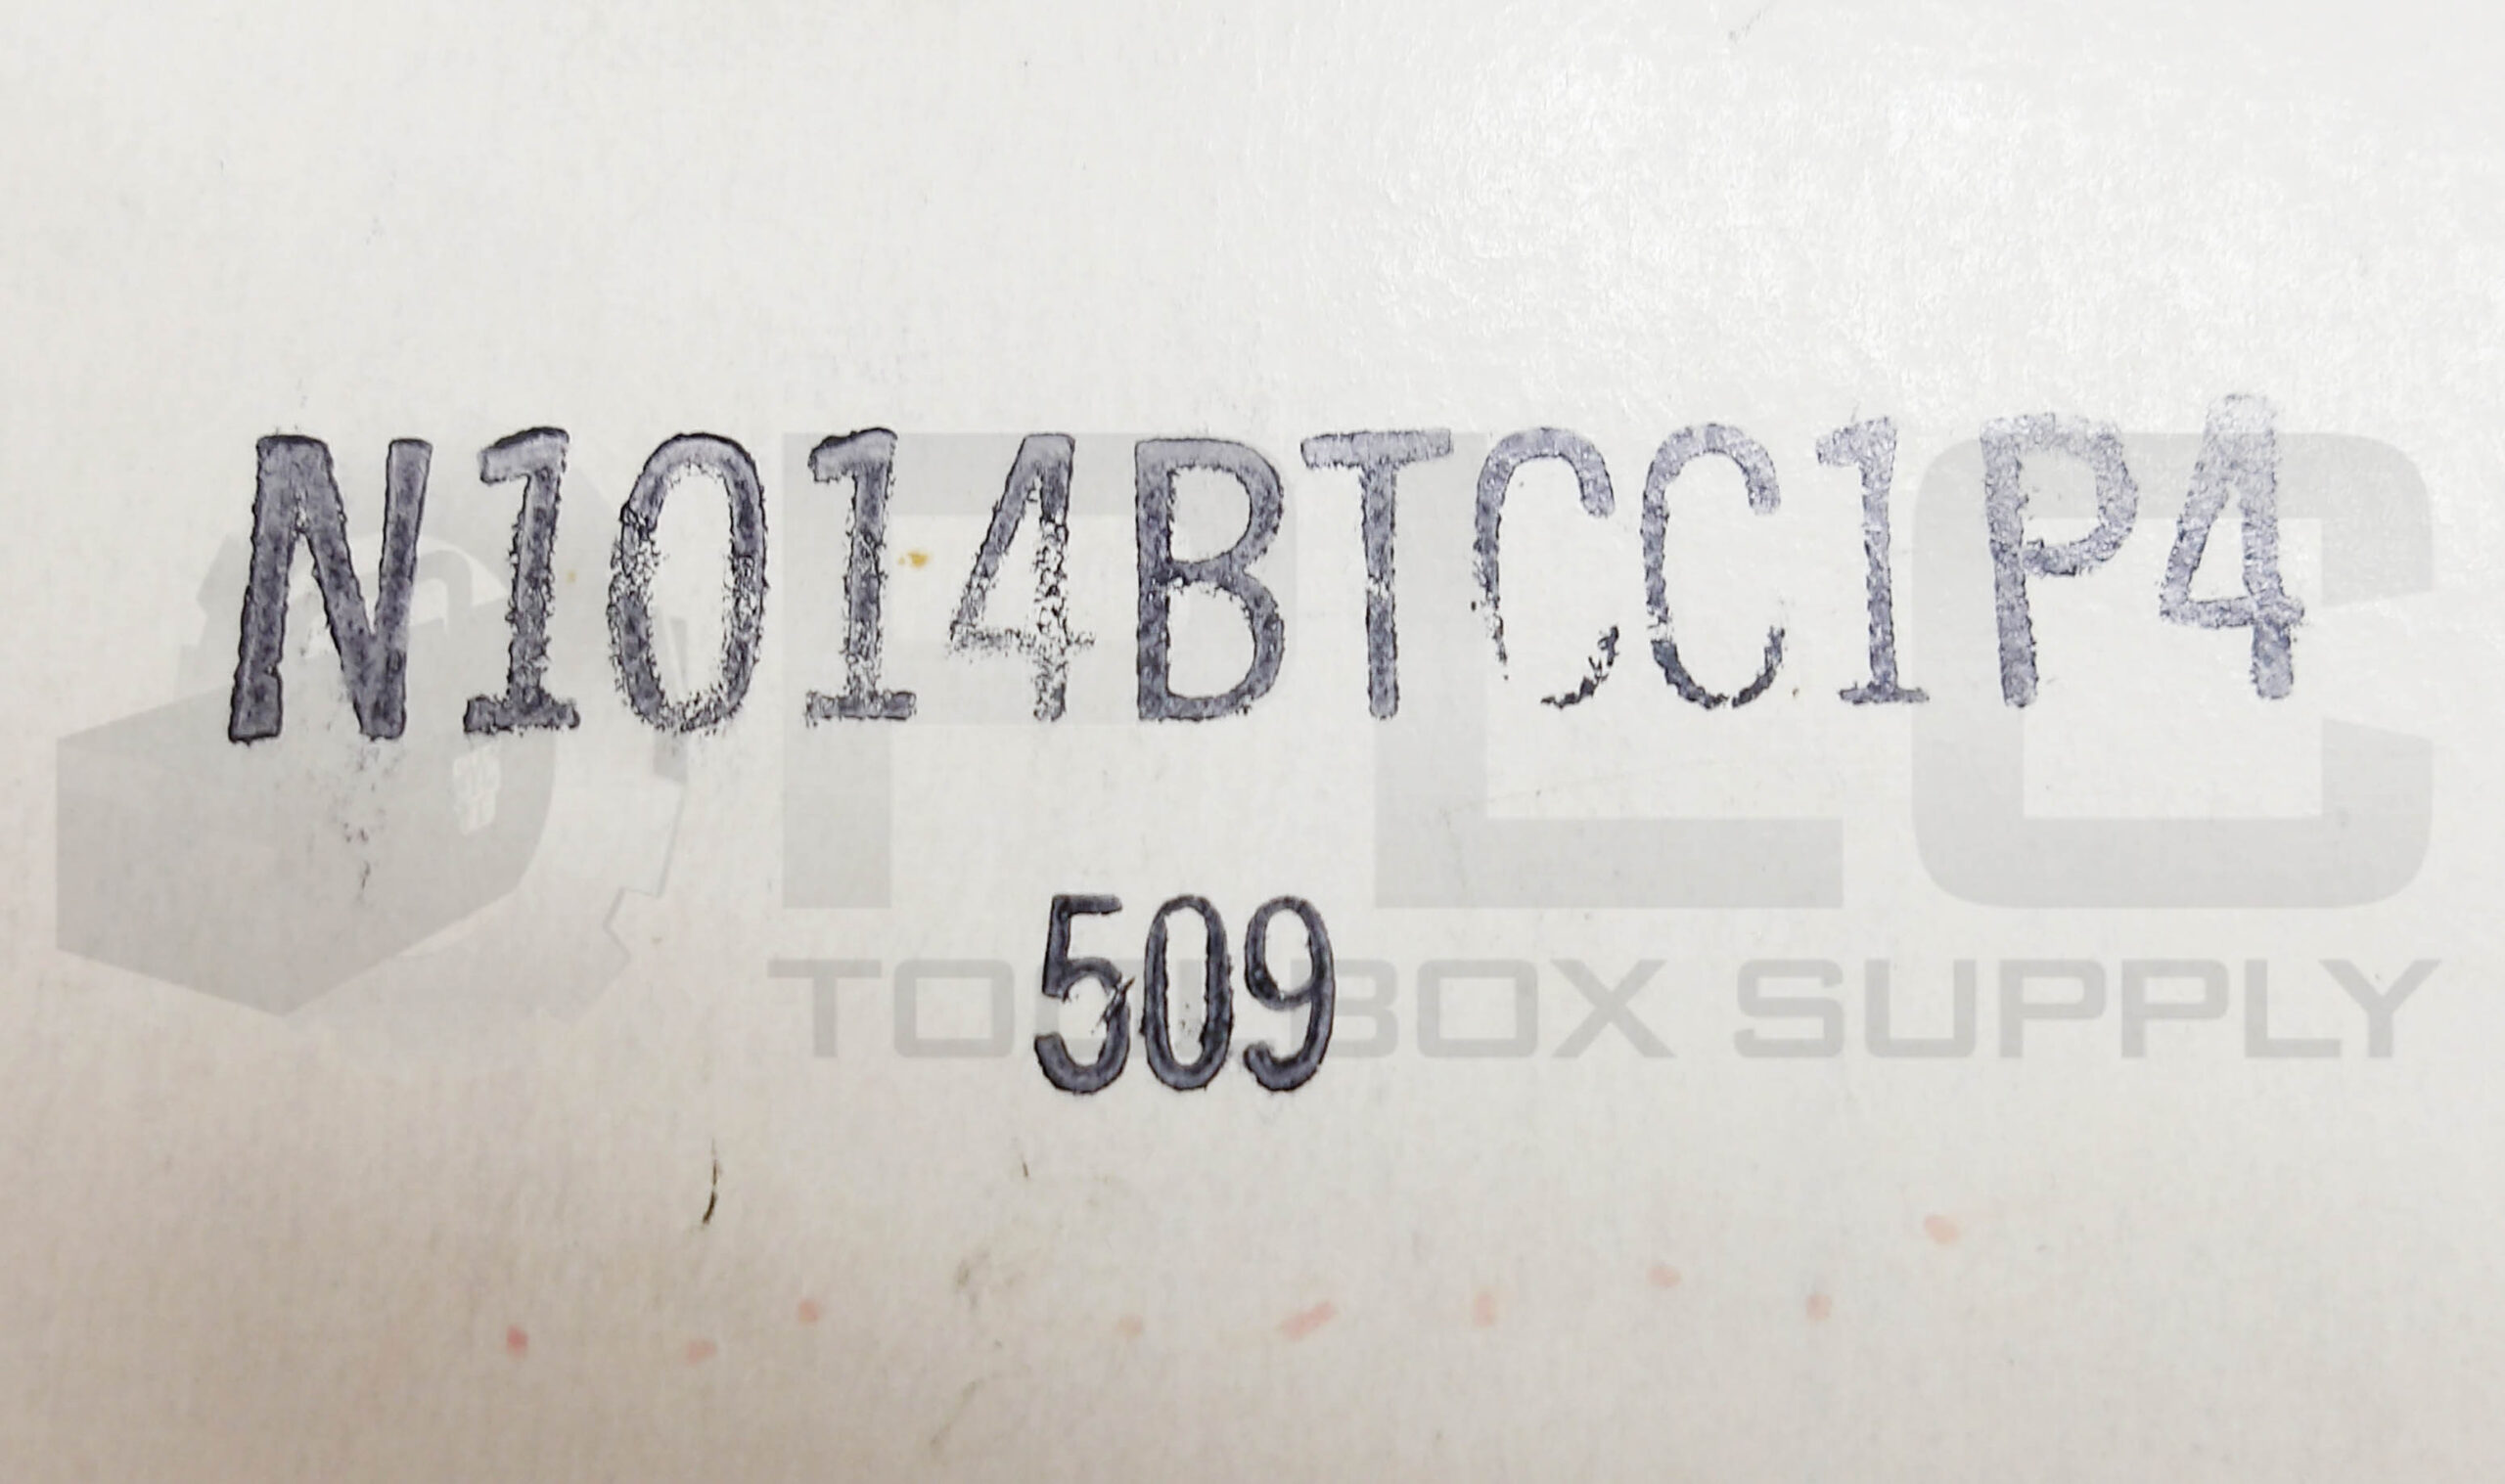 N1014BTCC1P4
509
PLC
TOOLBOX SUPPLY